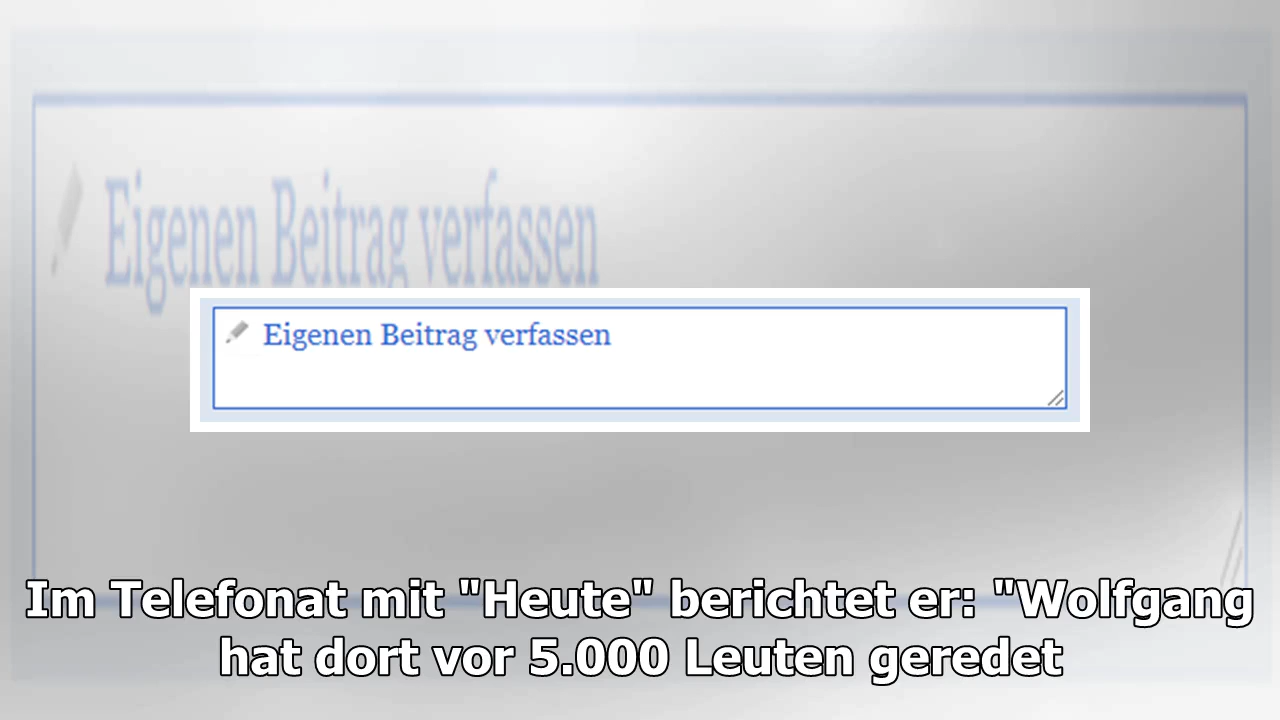 Eigenen Beitrag verfassen
Eigenen Beitrag verfassen
Im Telefonat mit "Heute" berichtet er: "Wolfgang
hat dort vor 5.000 Leuten geredet